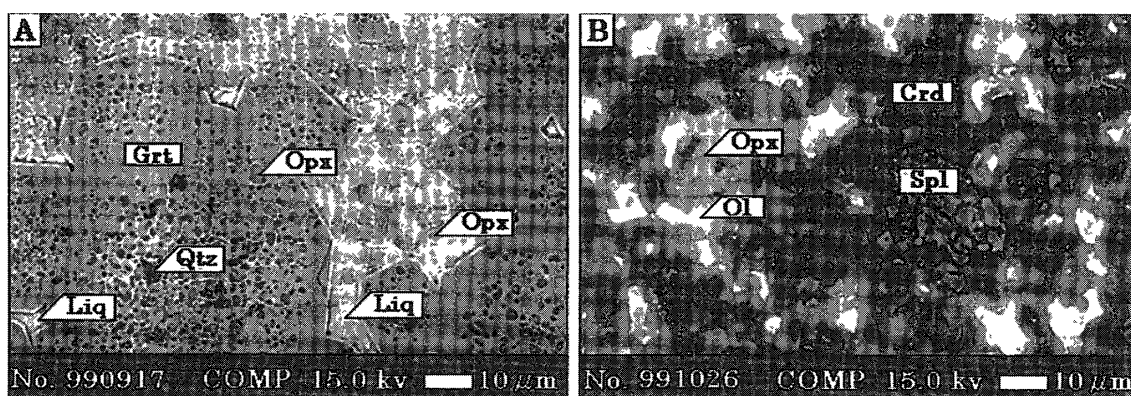 A
Grt
Opx
Opx
Qtz
Liq
Liq
No. 990917 COMP 15.0 kv 10 μm
B
Crd
Opx
Spl
Ol
No. 991026 COMP 15.0 kv 10 μm